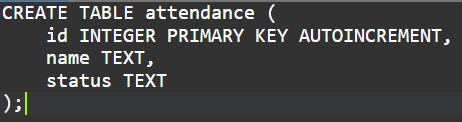 CREATE TABLE attendance (
    id INTEGER PRIMARY KEY AUTOINCREMENT,
    name TEXT,
    status TEXT
);